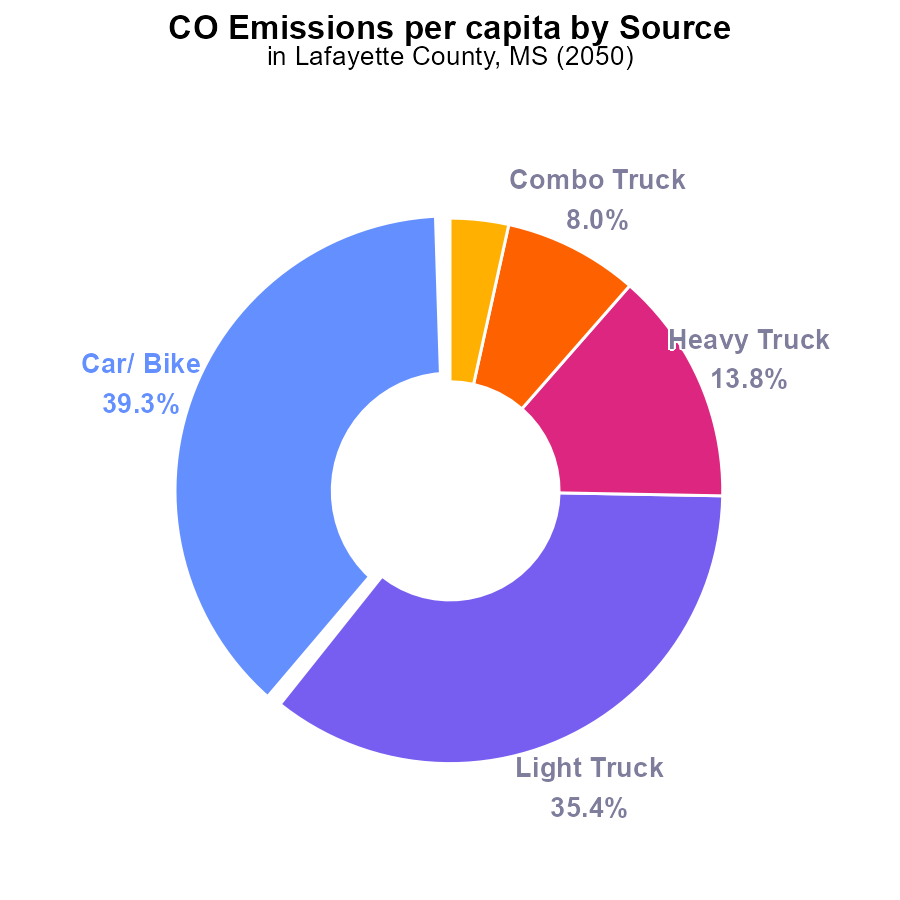 CO Emissions per capita by Source
in Lafayette County, MS (2050)
Combo Truck
8.0%
Heavy Truck
13.8%
Car/ Bike
39.3%
Light Truck
35.4%